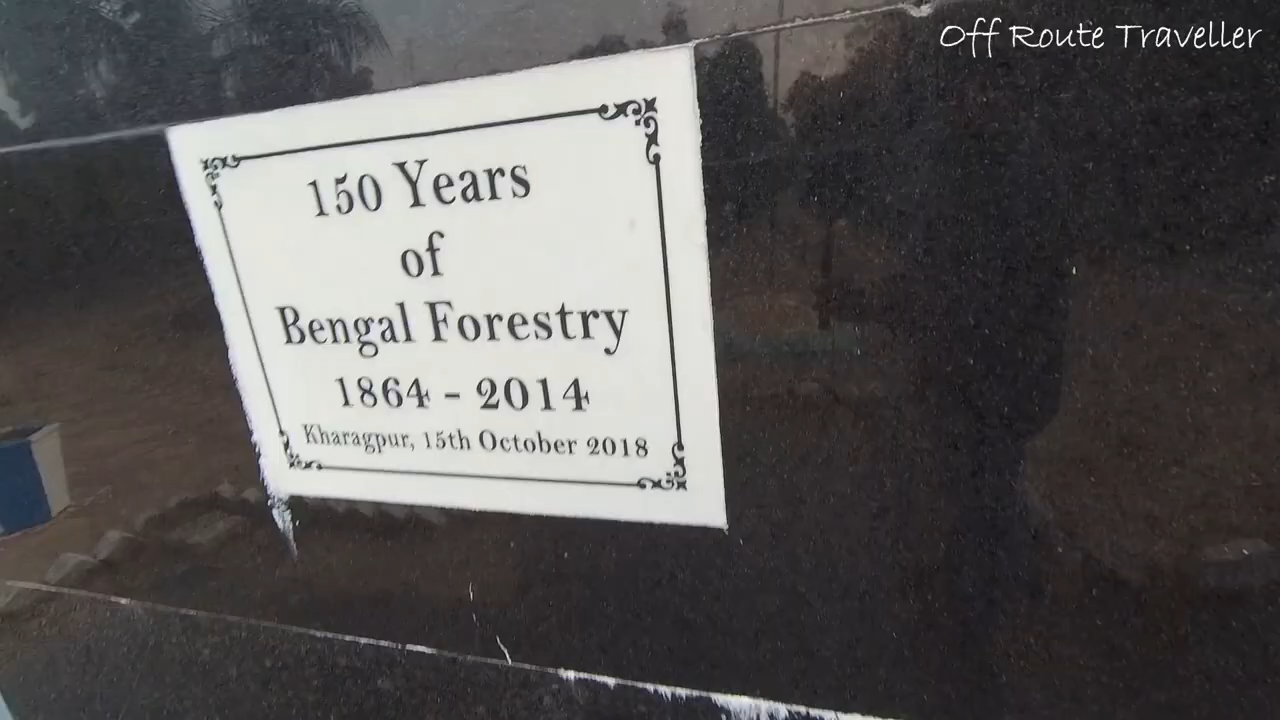 Off Route Traveller
150 Years
of
Bengal Forestry
1864 - 2014
Kharagpur, 15th October 2018